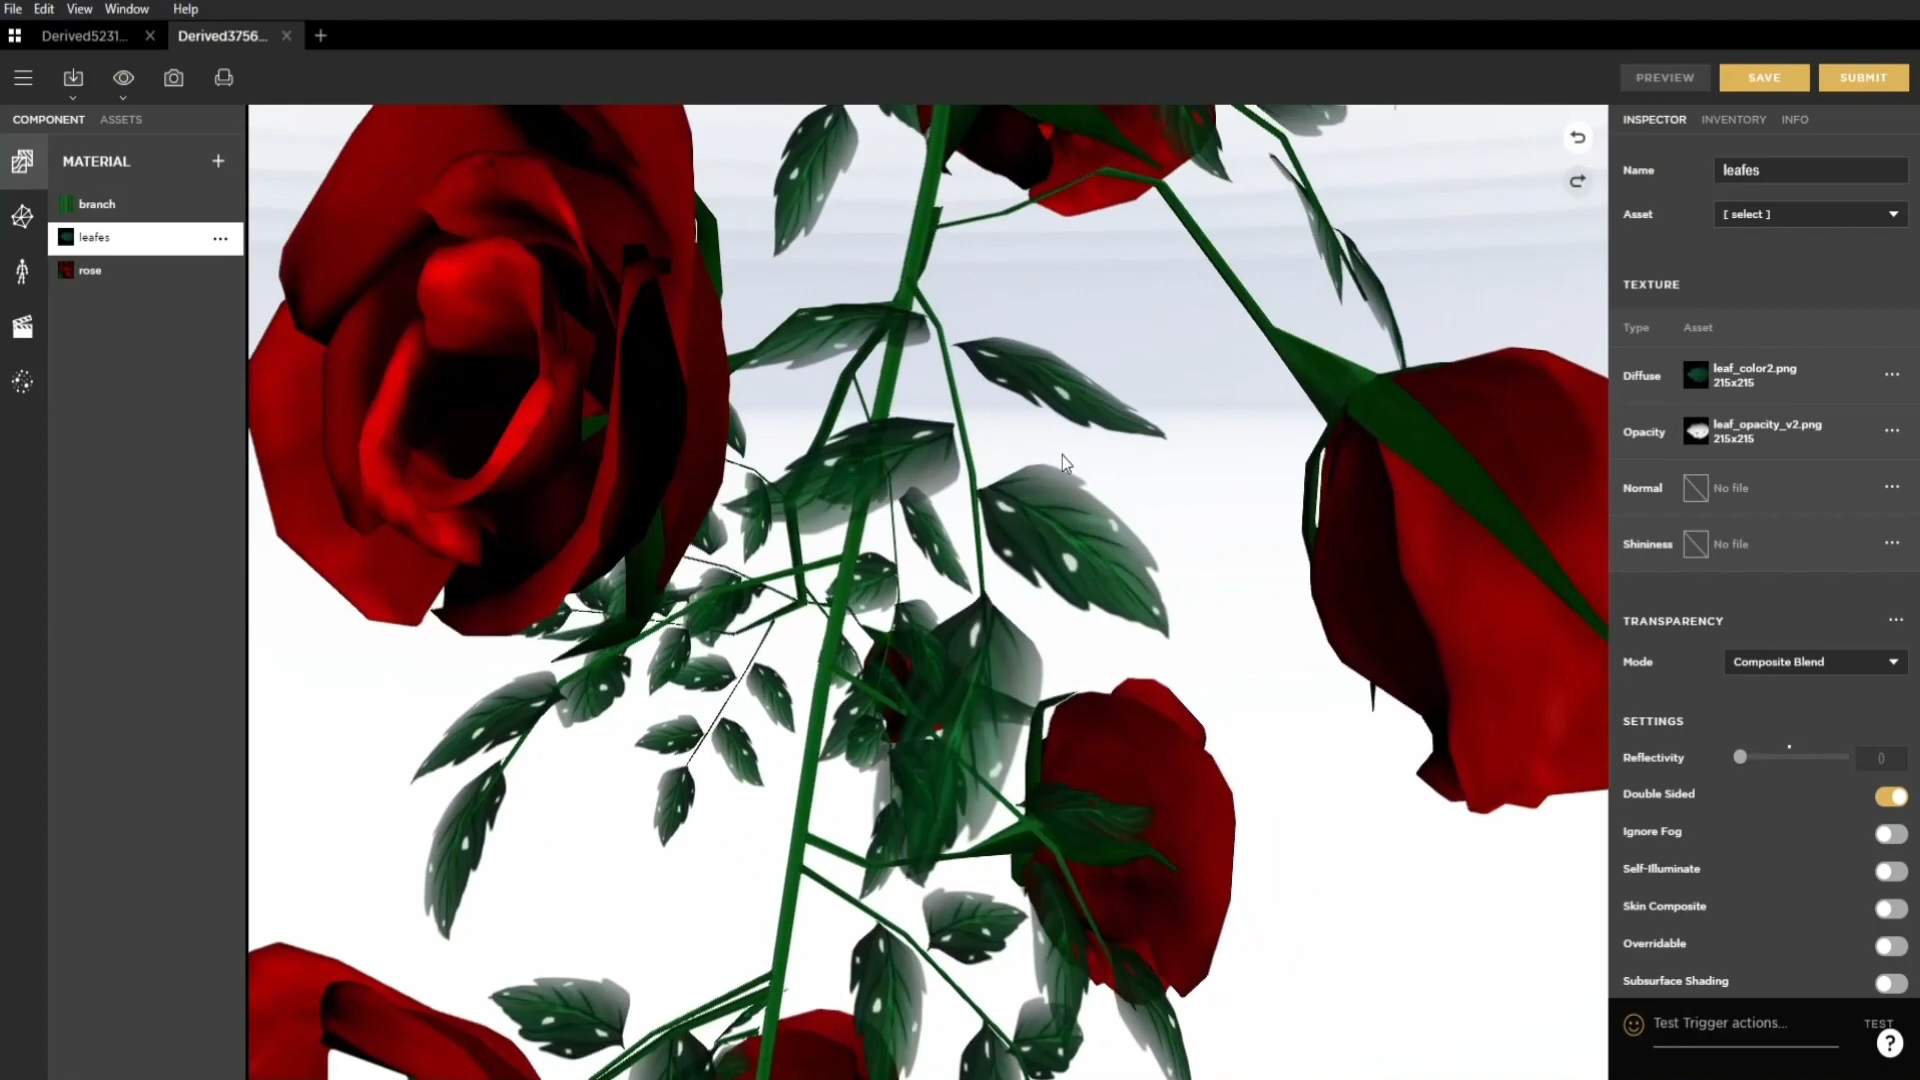 File Edit View Window Help
Derived5231... Derived3756...
PREVIEW SAVE SUBMIT
COMPONENT ASSETS
INSPECTOR INVENTORY INFO
MATERIAL
branch
leafes
rose
Name leafes
Asset [ select ]
TEXTURE
Type Asset
Diffuse leaf_color2.png
215x215
Opacity leaf_opacity_v2.png
215x215
Normal No file
Shininess No file
TRANSPARENCY
Mode Composite Blend
SETTINGS
Reflectivity 0
Double Sided
Ignore Fog
Self-Illuminate
Skin Composite
Overridable
Subsurface Shading
Test Trigger actions... TEST
?